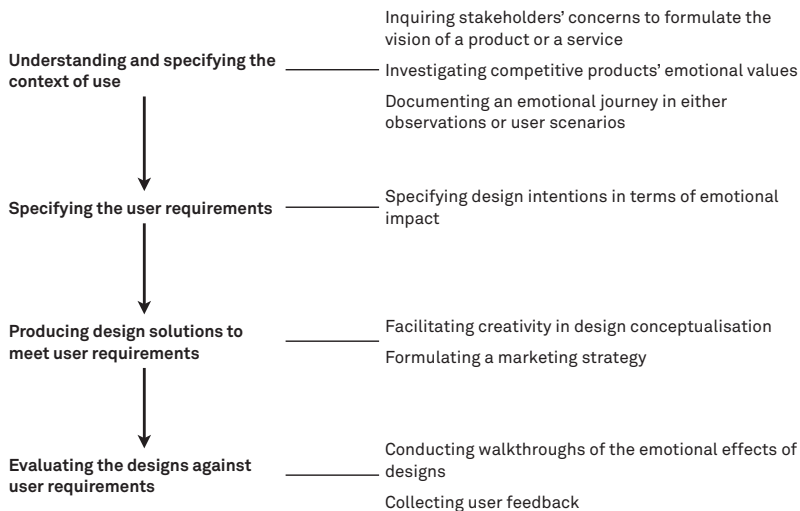 Understanding and specifying the
context of use
Inquiring stakeholders' concerns to formulate the
vision of a product or a service
Investigating competitive products' emotional values
Documenting an emotional journey in either
observations or user scenarios
Specifying the user requirements
Specifying design intentions in terms of emotional
impact
Producing design solutions to
meet user requirements
Facilitating creativity in design conceptualisation
Formulating a marketing strategy
Evaluating the designs against
user requirements
Conducting walkthroughs of the emotional effects of
designs
Collecting user feedback